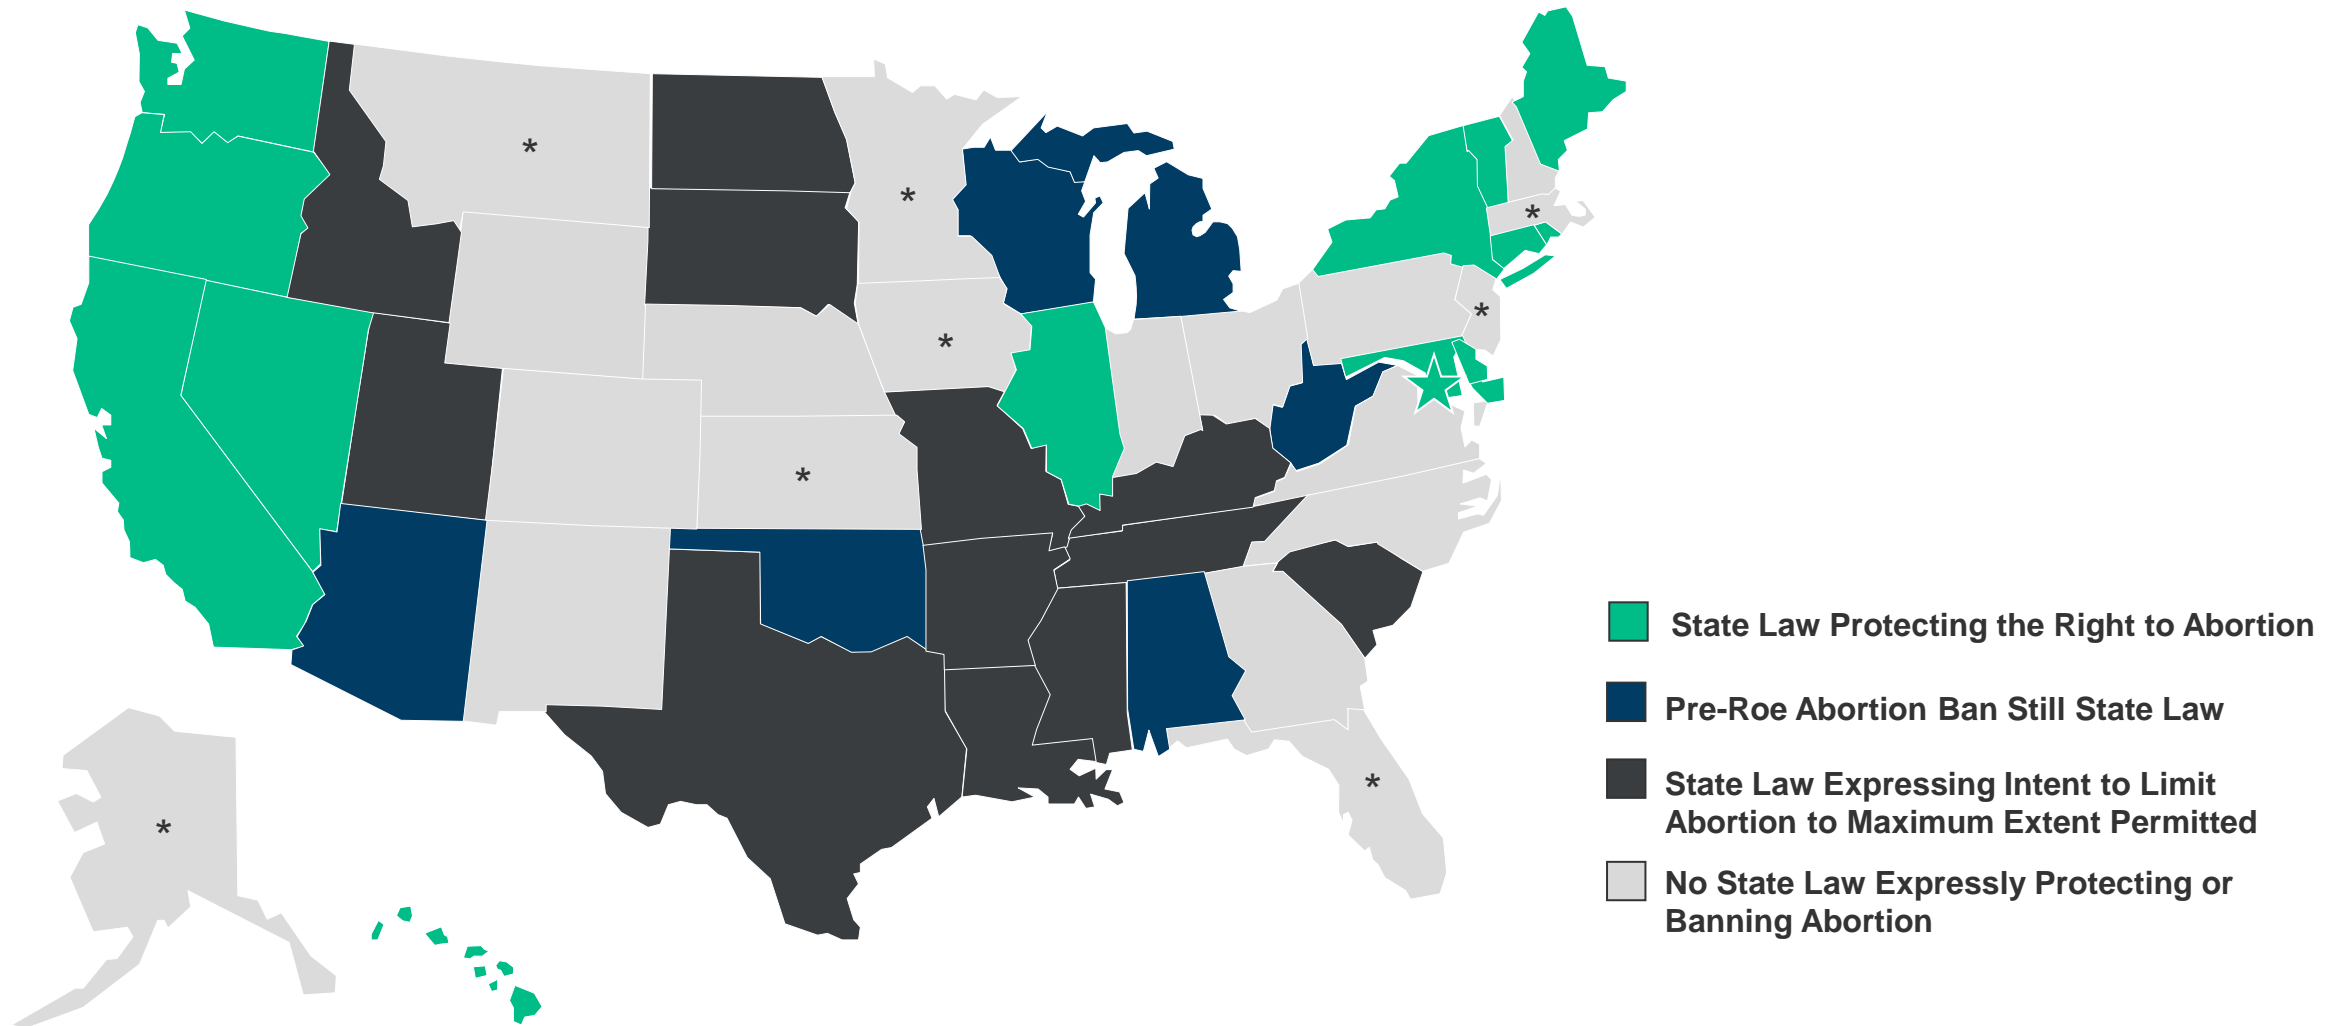 *
*
*
*
*
*
*
*
State Law Protecting the Right to Abortion
Pre-Roe Abortion Ban Still State Law
State Law Expressing Intent to Limit
Abortion to Maximum Extent Permitted
No State Law Expressly Protecting or
Banning Abortion